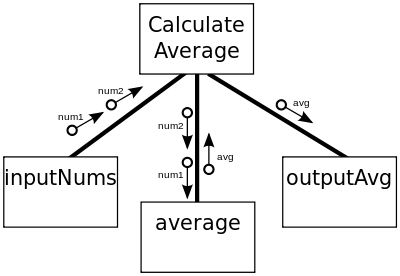 Calculate
Average
num2
num1
avg
num2
avg
num1
inputNums
outputAvg
average